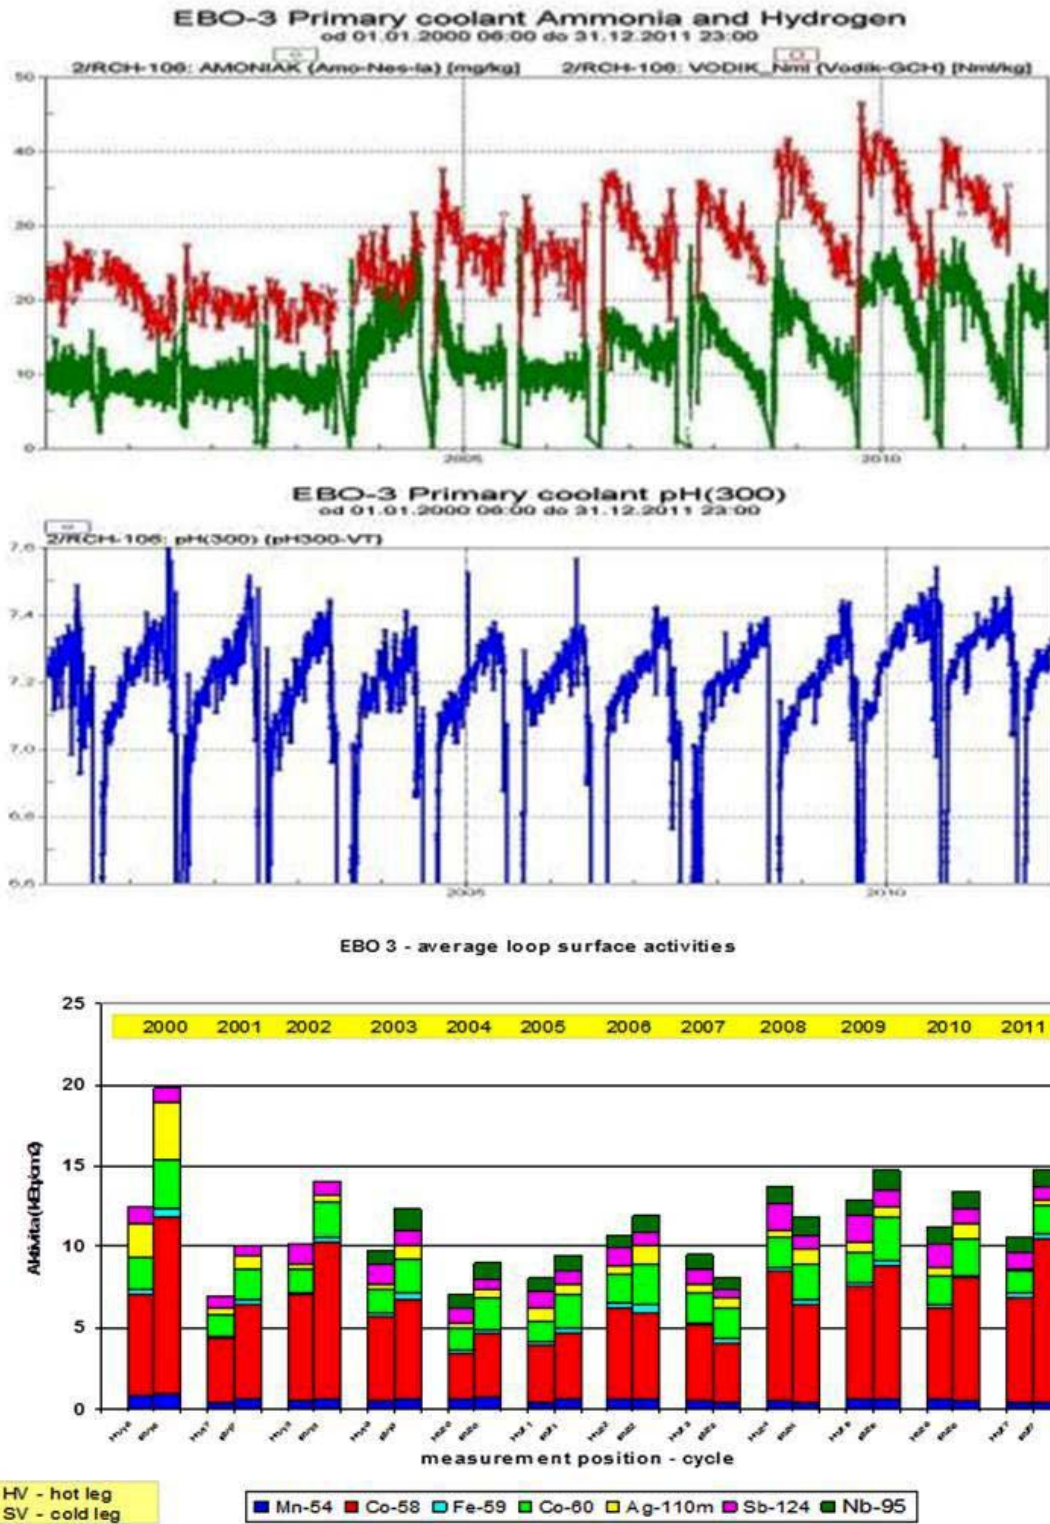 EBO-3 Primary coolant Ammonia and Hydrogen
od 01.01.2000 06:00 do 31.12.2011 23:00
2/RCH-106: AMONIAK (Amo-Nes-la) [mg/kg] 2/RCH-106: VODIK_Nml (Vodik-GCH) [Nml/kg]
50
40
30
20
10
0
2005 2010
EBO-3 Primary coolant pH(300)
od 01.01.2000 06:00 do 31.12.2011 23:00
2/RCH-106: pH(300) (pH300-VT)
7.6
7.4
7.2
7.0
6.8
6.6
2005 2010
EBO 3 - average loop surface activities
25
2000 2001 2002 2003 2004 2005 2006 2007 2008 2009 2010 2011
20
15
10
5
0
Aktivita (kBq/cm2)
measurement position - cycle
HV - hot leg
SV - cold leg
Mn-54 Co-58 Fe-59 Co-60 Ag-110m Sb-124 Nb-95